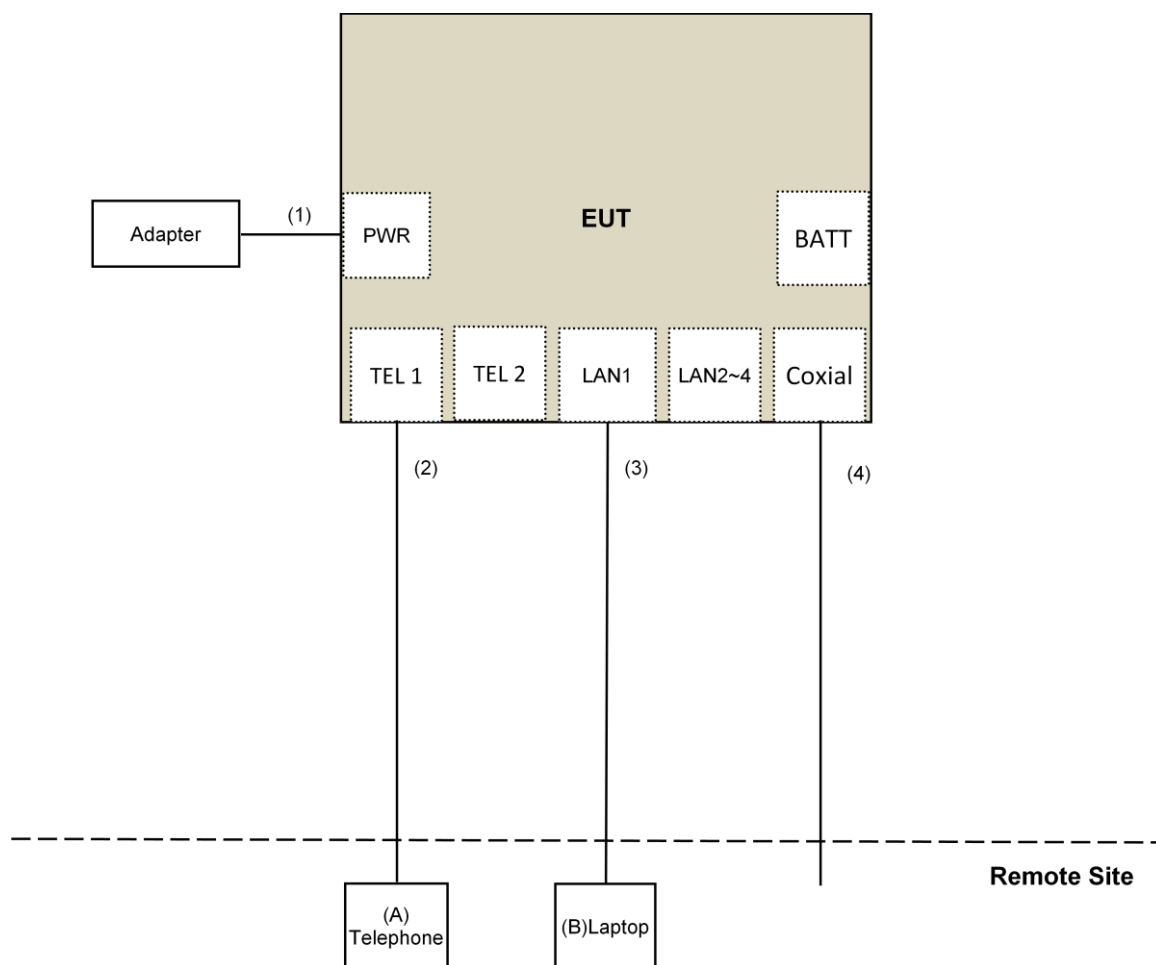 EUT
(1)
Adapter
PWR
BATT
TEL 1
TEL 2
LAN1
LAN2~4
Coxial
(2)
(3)
(4)
Remote Site
(A)
Telephone
(B)Laptop